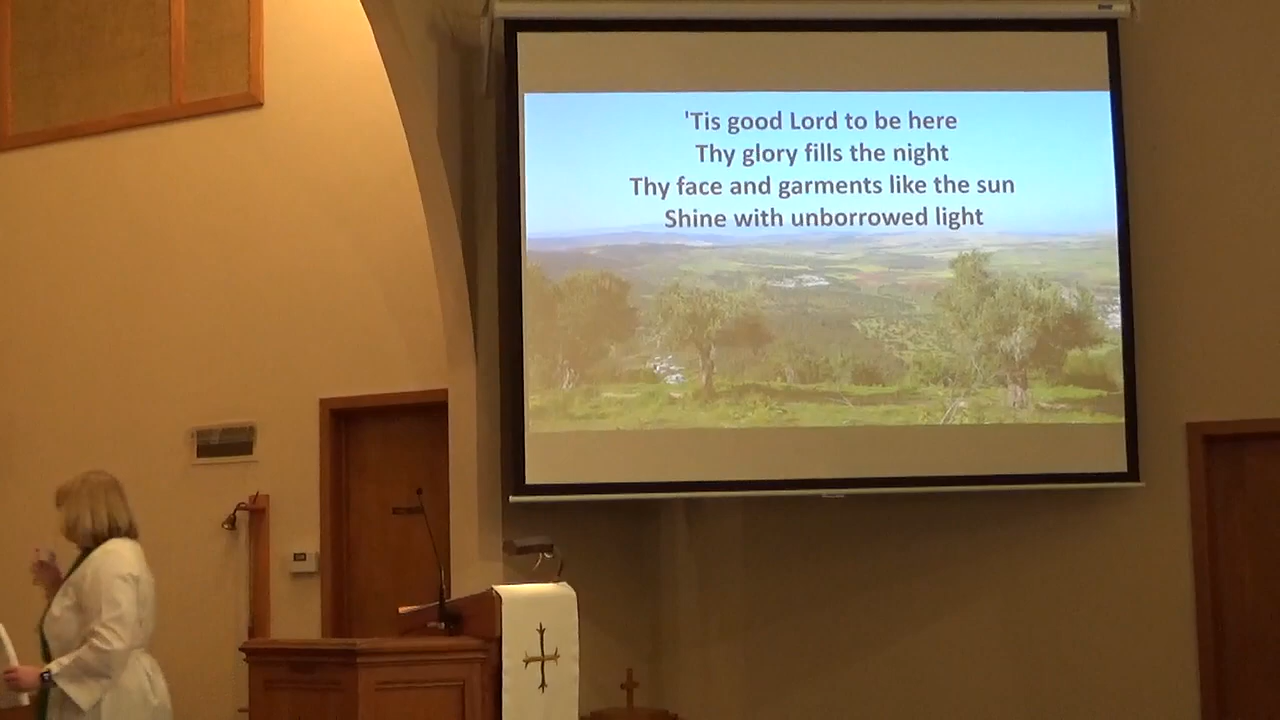 'Tis good Lord to be here
Thy glory fills the night
Thy face and garments like the sun
Shine with unborrowed light